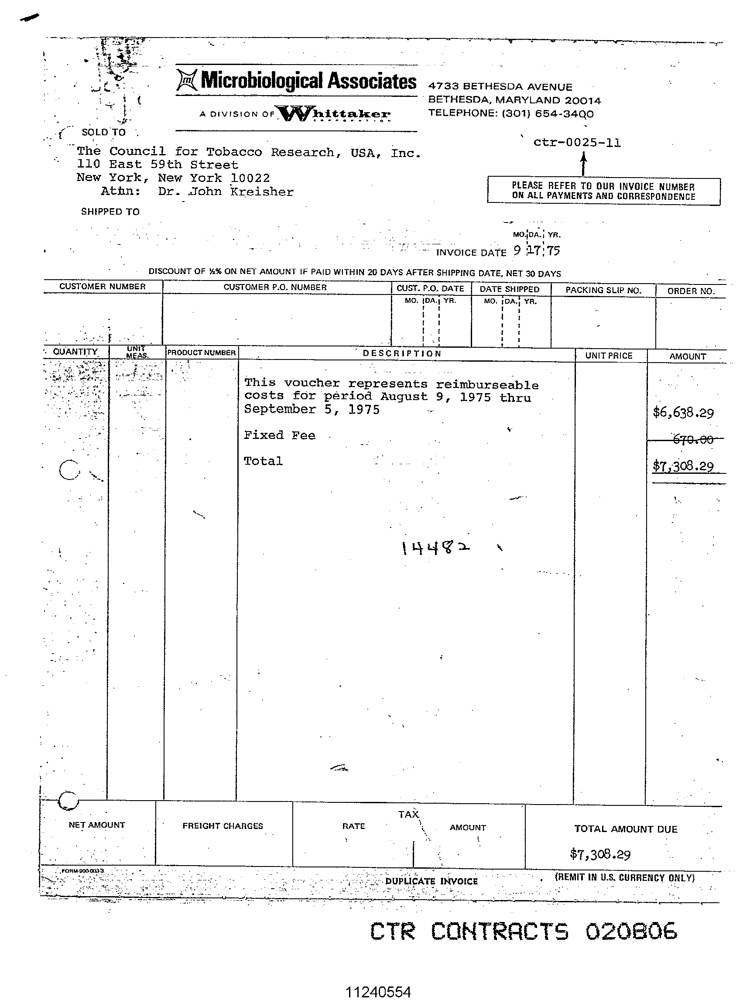 Microbiological Associates
A DIVISION OF Whittaker
4733 BETHESDA AVENUE
BETHESDA, MARYLAND 20014
TELEPHONE: (301) 654-3400
SOLD TO
The Council for Tobacco Research, USA, Inc.
110 East 59th Street
New York, New York 10022
Attn: Dr. John Kreisher
ctr-0025-11
PLEASE REFER TO OUR INVOICE NUMBER
ON ALL PAYMENTS AND CORRESPONDENCE
SHIPPED TO
MO. DA. YR.
INVOICE DATE 9 17 75
DISCOUNT OF ½% ON NET AMOUNT IF PAID WITHIN 20 DAYS AFTER SHIPPING DATE, NET 30 DAYS
CUSTOMER NUMBER CUSTOMER P.O. NUMBER CUST. P.O. DATE DATE SHIPPED PACKING SLIP NO. ORDER NO.
MO. DA. YR. MO. DA. YR.
QUANTITY UNIT MEAS. PRODUCT NUMBER DESCRIPTION UNIT PRICE AMOUNT
This voucher represents reimburseable
costs for period August 9, 1975 thru
September 5, 1975 $6,638.29
Fixed Fee 670.00
Total $7,308.29
14482
NET AMOUNT FREIGHT CHARGES RATE TAX AMOUNT TOTAL AMOUNT DUE
$7,308.29
FORM 900-003-3
DUPLICATE INVOICE
(REMIT IN U.S. CURRENCY ONLY)
CTR CONTRACTS 020806
11240554